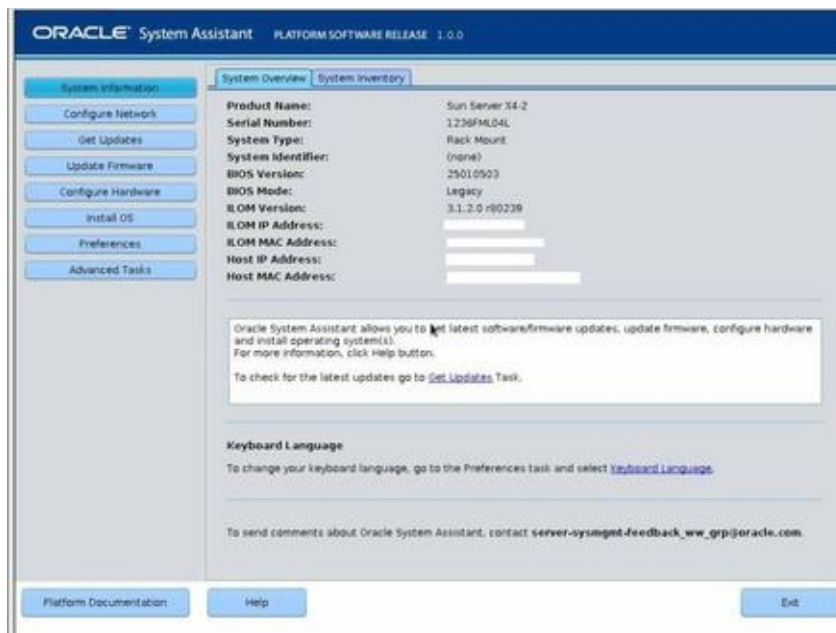 ORACLE System Assistant PLATFORM SOFTWARE RELEASE 1.0.0
System Information
Configure Network
Get Updates
Update Firmware
Configure Hardware
Install OS
Preferences
Advanced Tasks
System Overview System Inventory
Product Name: Sun Server X4-2
Serial Number: 1236FML04L
System Type: Rack Mount
System Identifier: (none)
BIOS Version: 25010503
BIOS Mode: Legacy
ILOM Version: 3.1.2.0 r80239
ILOM IP Address:
ILOM MAC Address:
Host IP Address:
Host MAC Address:
Oracle System Assistant allows you to get latest software/firmware updates, update firmware, configure hardware
and install operating system(s).
For more information, click Help button.
To check for the latest updates go to Get Updates Task.
Keyboard Language
To change your keyboard language, go to the Preferences task and select Keyboard Language.
To send comments about Oracle System Assistant, contact server-sysmgmt-feedback_ww_grp@oracle.com.
Platform Documentation Help Exit